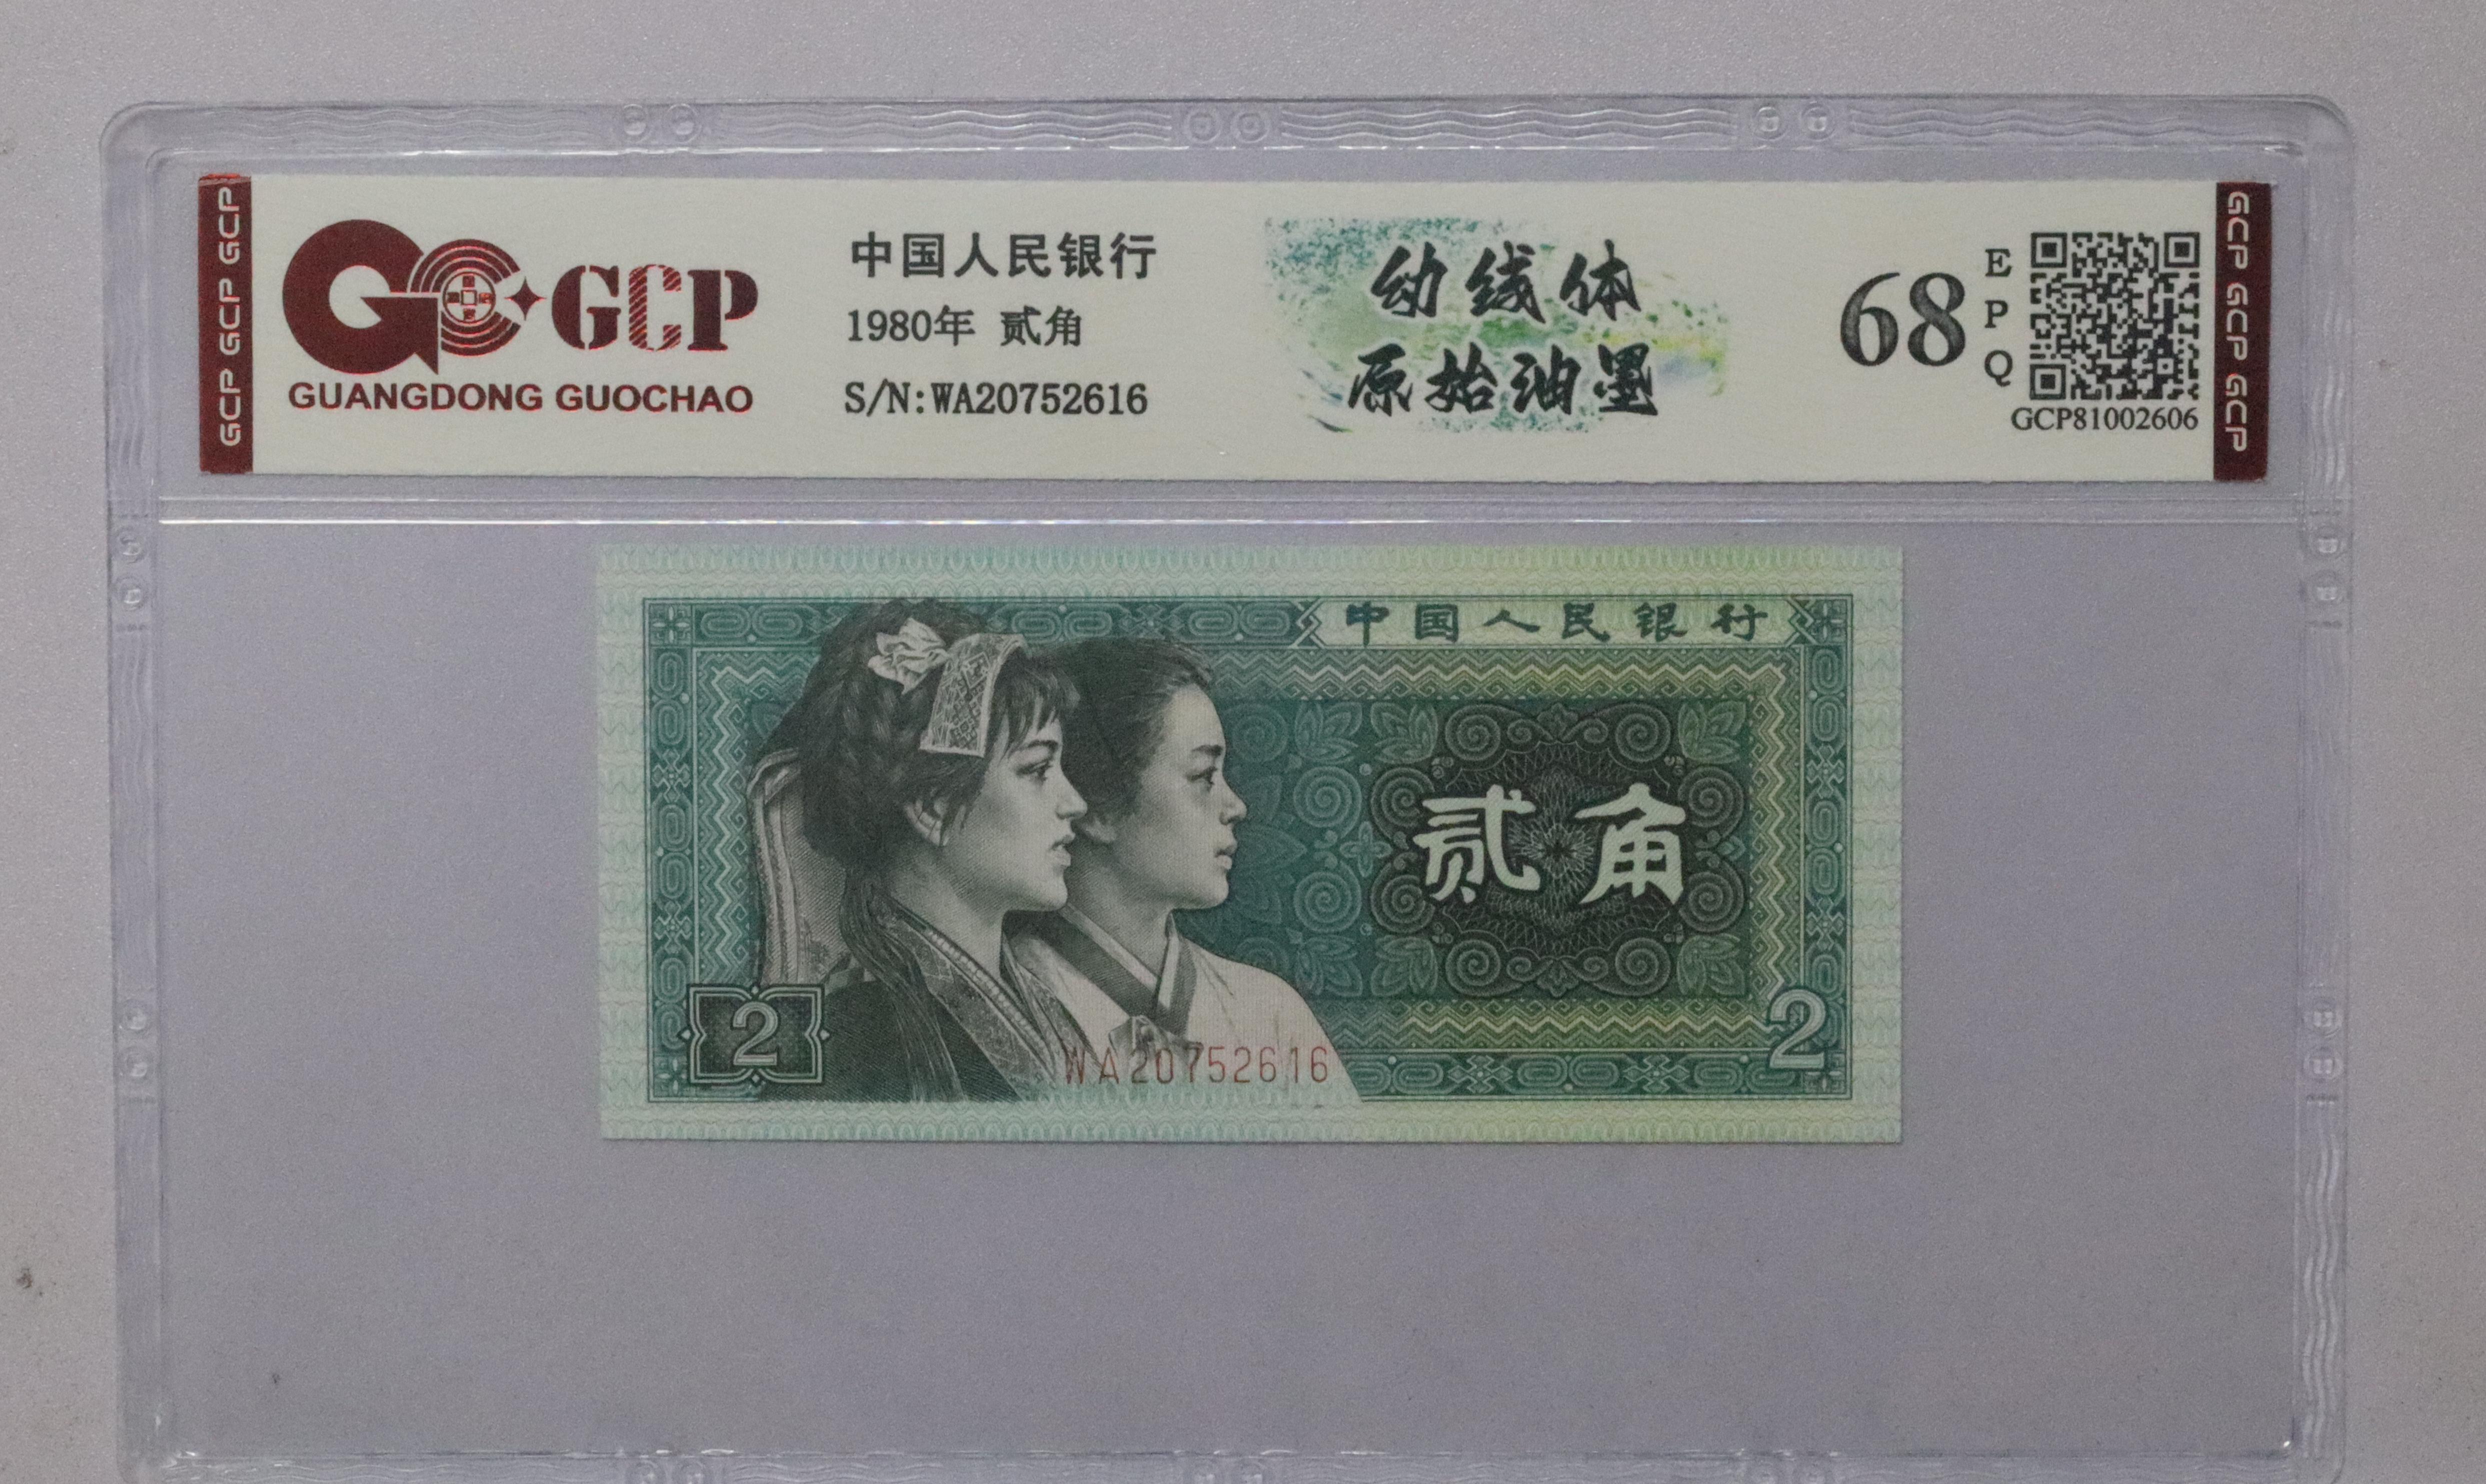 GCP GCP GCP
GCP
GUANGDONG GUOCHAO
中国人民银行
1980年 贰角
S/N:WA20752616
幼线体
原始油墨
68
EPQ
GCP81002606
GCP GCP GCP
中国人民银行
贰角
2
2
WA20752616